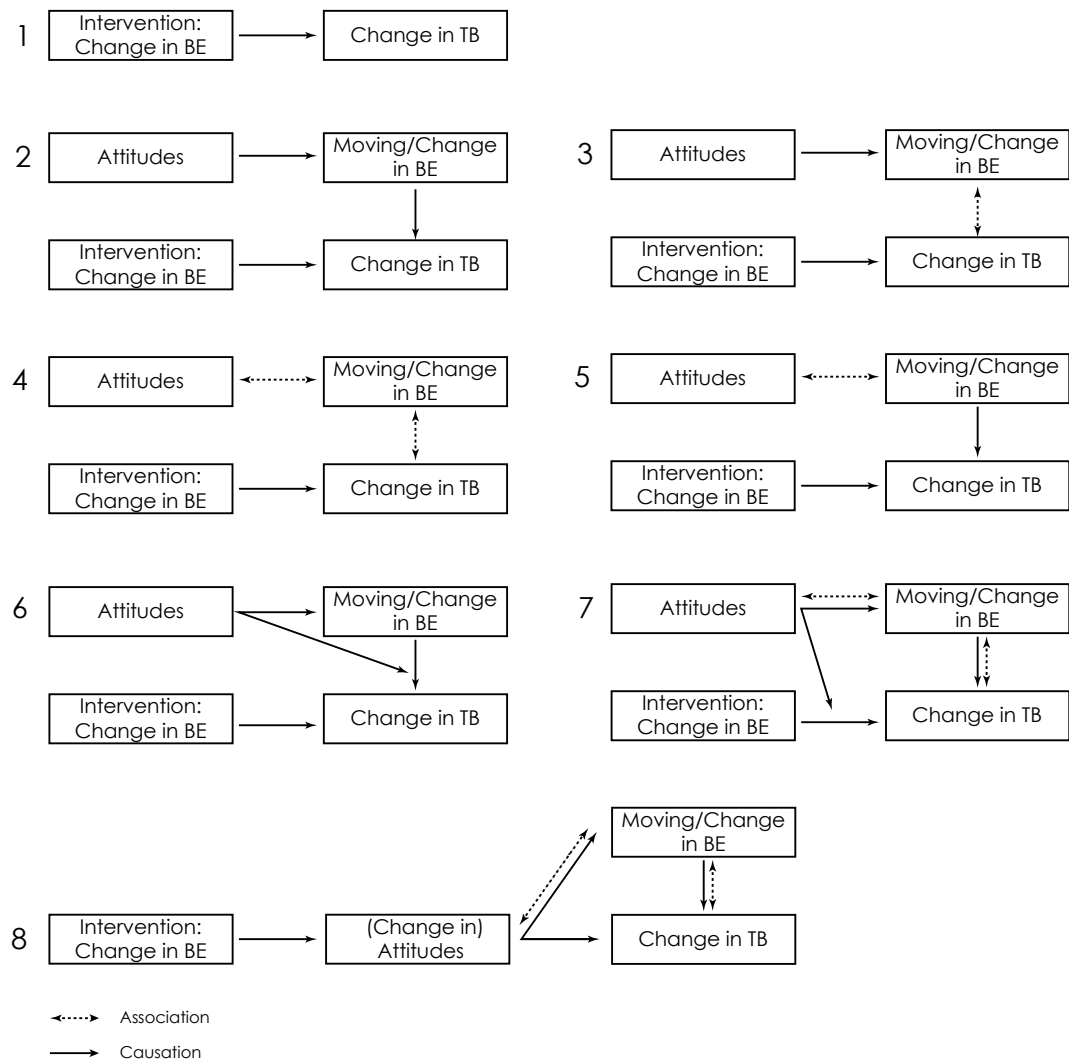 1
Intervention:
Change in BE
Change in TB
2
Attitudes
Moving/Change
in BE
Intervention:
Change in BE
Change in TB
3
Attitudes
Moving/Change
in BE
Intervention:
Change in BE
Change in TB
4
Attitudes
Moving/Change
in BE
Intervention:
Change in BE
Change in TB
5
Attitudes
Moving/Change
in BE
Intervention:
Change in BE
Change in TB
6
Attitudes
Moving/Change
in BE
Intervention:
Change in BE
Change in TB
7
Attitudes
Moving/Change
in BE
Intervention:
Change in BE
Change in TB
8
Intervention:
Change in BE
(Change in)
Attitudes
Moving/Change
in BE
Change in TB
Association
Causation